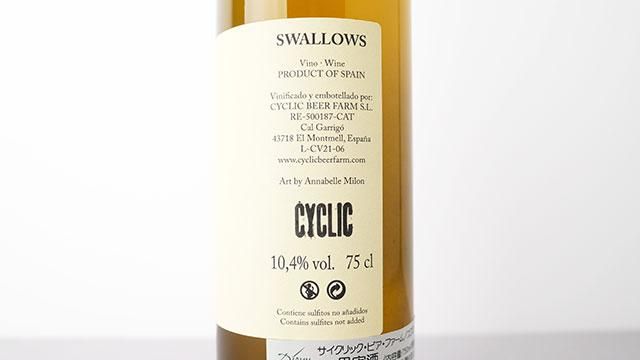 SWALLOWS
Vino · Wine
PRODUCT OF SPAIN
Vinificado y embotellado por:
CYCLIC BEER FARM S.L.
RE-500187-CAT
Cal Garrigó
43718 El Montmell, España
L-CV21-06
www.cyclicbeerfarm.com
Art by Annabelle Milon
CYCLIC
10,4% vol. 75 cl
Contiene sulfitos no añadidos
Contains sulfites not added
サイクリック・ビア・ファーム